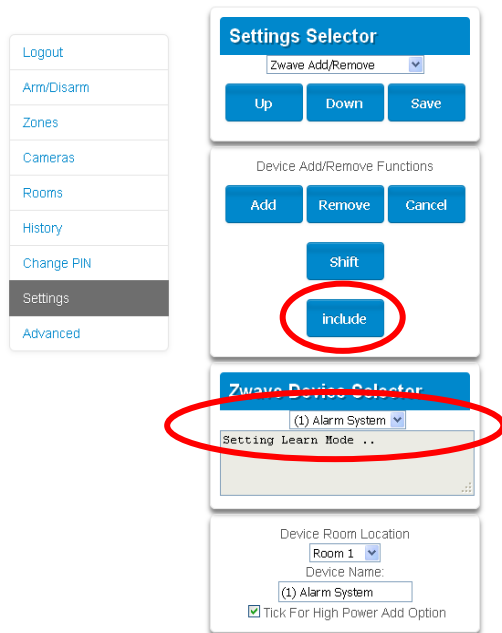 Logout
Arm/Disarm
Zones
Cameras
Rooms
History
Change PIN
Settings
Advanced
Settings Selector
Zwave Add/Remove
Up Down Save
Device Add/Remove Functions
Add Remove Cancel
Shift
include
Zwave Device Selector
(1) Alarm System
Setting Learn Mode ..
Device Room Location
Room 1
Device Name:
(1) Alarm System
Tick For High Power Add Option